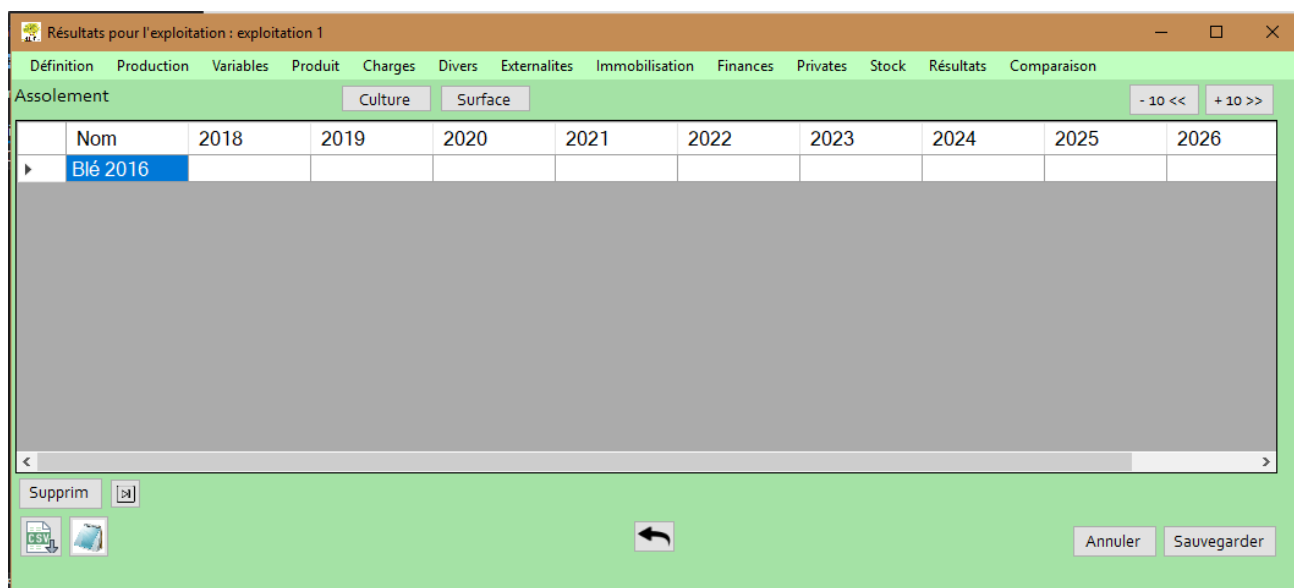 Résultats pour l'exploitation : exploitation 1
Définition Production Variables Produit Charges Divers Externalites Immobilisation Finances Privates Stock Résultats Comparaison
Assolement Culture Surface - 10 << + 10 >>
Nom 2018 2019 2020 2021 2022 2023 2024 2025 2026
Blé 2016
Supprim
CSV
Annuler Sauvegarder